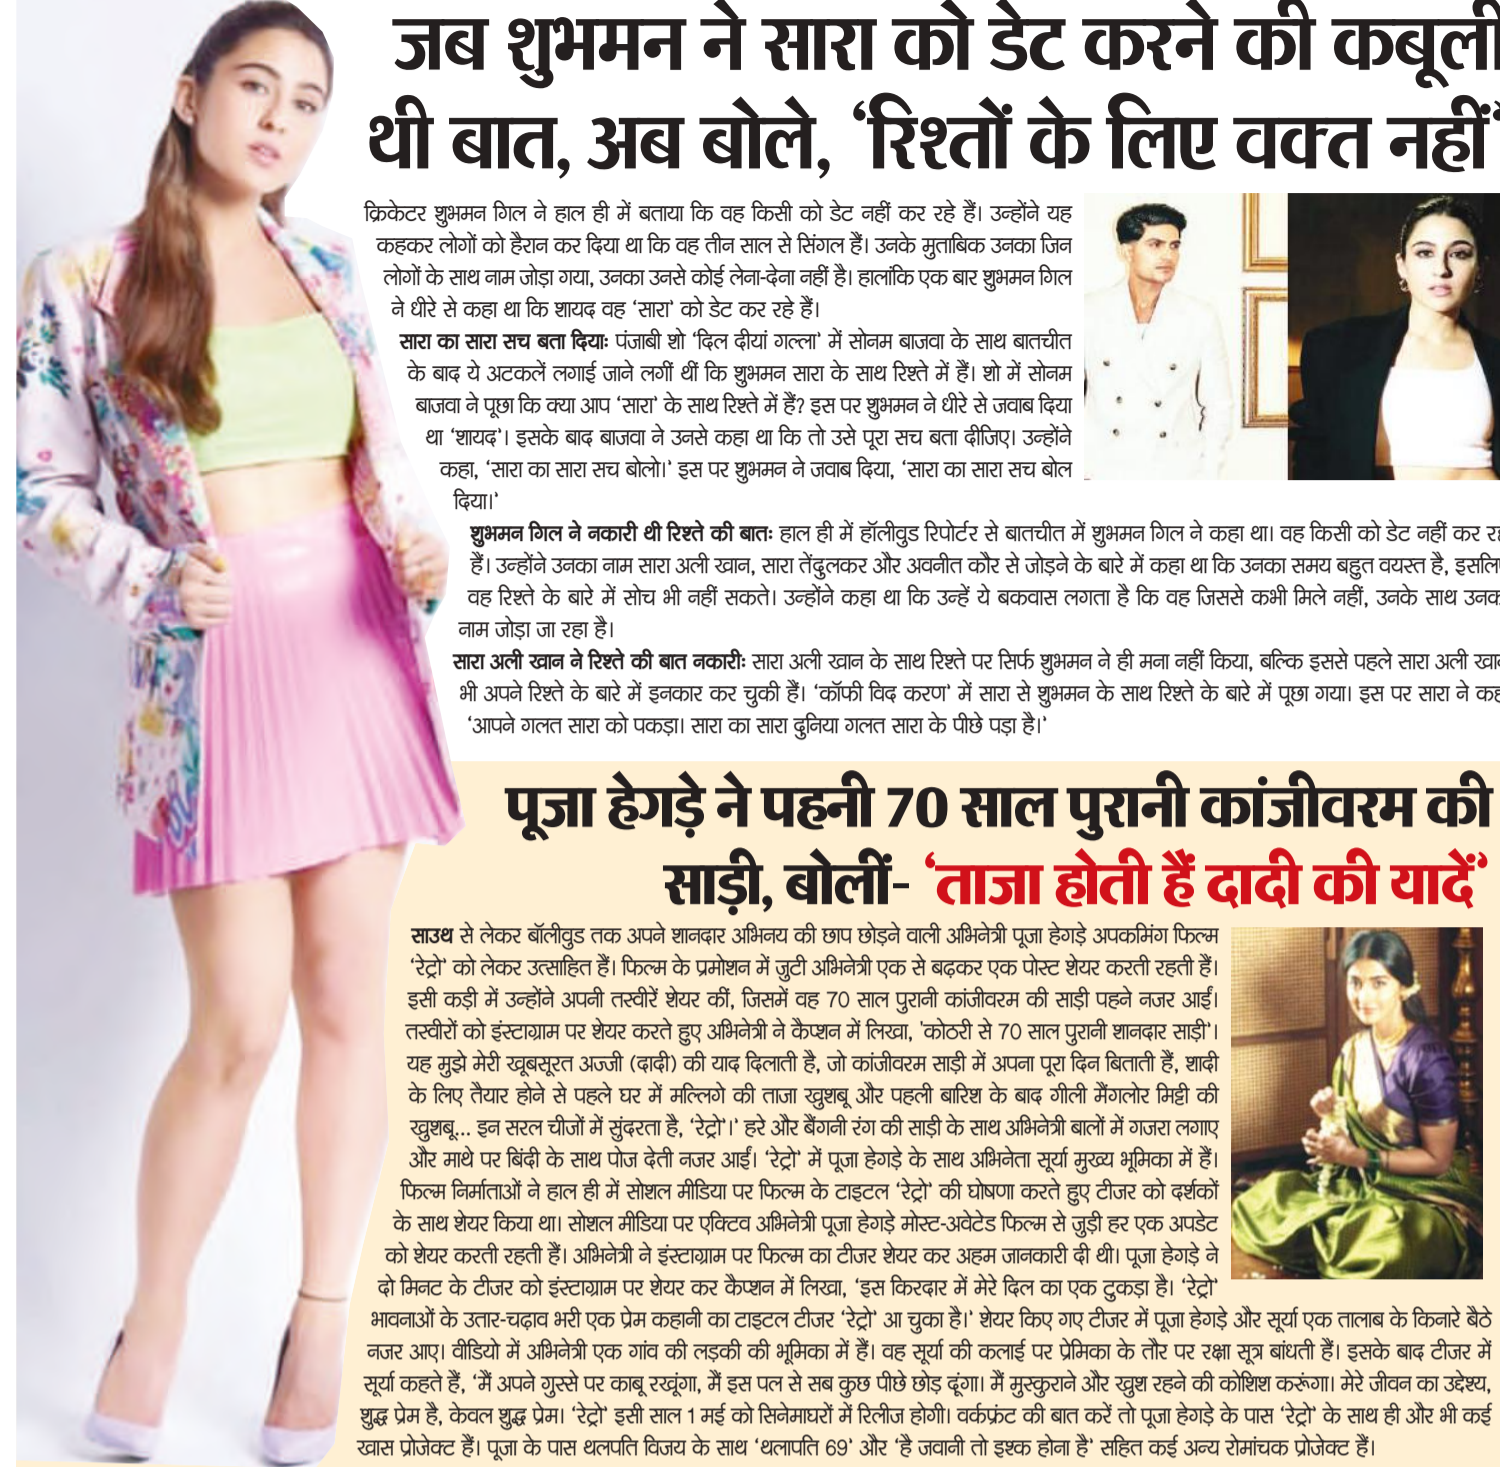 जब शुभमन ने सारा को डेट करने की कबूली
थी बात, अब बोले, ‘रिश्तों के लिए वक्त नहीं’
क्रिकेटर शुभमन गिल ने हाल ही में बताया कि वह किसी को डेट नहीं कर रहे हैं। उन्होंने यह
कहकर लोगों को हैरान कर दिया था कि वह तीन साल से सिंगल हैं। उनके मुताबिक उनका जिन
लोगों के साथ नाम जोड़ा गया, उनका उनसे कोई लेना-देना नहीं है। हालांकि एक बार शुभमन गिल
ने धीरे से कहा था कि शायद वह ‘सारा’ को डेट कर रहे हैं।
सारा का सारा सच बता दियाः पंजाबी शो ‘दिल दीयां गल्ला’ में सोनम बाजवा के साथ बातचीत
के बाद ये अटकलें लगाई जाने लगीं थीं कि शुभमन सारा के साथ रिश्ते में हैं। शो में सोनम
बाजवा ने पूछा कि क्या आप ‘सारा’ के साथ रिश्ते में हैं? इस पर शुभमन ने धीरे से जवाब दिया
था ‘शायद’। इसके बाद बाजवा ने उनसे कहा था कि तो उसे पूरा सच बता दीजिए। उन्होंने
कहा, ‘सारा का सारा सच बोलो।’ इस पर शुभमन ने जवाब दिया, ‘सारा का सारा सच बोल
दिया।’
शुभमन गिल ने नकारी थी रिश्ते की बातः हाल ही में हॉलीवुड रिपोर्टर से बातचीत में शुभमन गिल ने कहा था। वह किसी को डेट नहीं कर
हैं। उन्होंने उनका नाम सारा अली खान, सारा तेंदुलकर और अवनीत कौर से जोड़ने के बारे में कहा था कि उनका समय बहुत वयस्त है,
वह रिश्ते के बारे में सोच भी नहीं सकते। उन्होंने कहा था कि उन्हें ये बकवास लगता है कि वह जिससे कभी मिले नहीं, उनके साथ
नाम जोड़ा जा रहा है।
सारा अली खान ने रिश्ते की बात नकारीः सारा अली खान के साथ रिश्ते पर सिर्फ शुभमन ने ही मना नहीं किया, बल्कि इससे पहले सारा अली
भी अपने रिश्ते के बारे में इनकार कर चुकी हैं। ‘कॉफी विद करण’ में सारा से शुभमन के साथ रिश्ते के बारे में पूछा गया। इस पर सारा ने
‘आपने गलत सारा को पकड़ा। सारा का सारा दुनिया गलत सारा के पीछे पड़ा है।’
पूजा हेगड़े ने पहनी 70 साल पुरानी कांजीवरम की
साड़ी, बोलीं- ‘ताजा होती हैं दादी की यादें’
साउथ से लेकर बॉलीवुड तक अपने शानदार अभिनय की छाप छोड़ने वाली अभिनेत्री पूजा हेगड़े अपकमिंग फिल्म
‘रेट्रो’ को लेकर उत्साहित हैं। फिल्म के प्रमोशन में जुटी अभिनेत्री एक से बढ़कर एक पोस्ट शेयर करती रहती हैं।
इसी कड़ी में उन्होंने अपनी तस्वीरें शेयर कीं, जिसमें वह 70 साल पुरानी कांजीवरम की साड़ी पहने नजर आईं।
तस्वीरों को इंस्टाग्राम पर शेयर करते हुए अभिनेत्री ने कैप्शन में लिखा, 'कोठरी से 70 साल पुरानी शानदार साड़ी'।
यह मुझे मेरी खूबसूरत अज्जी (दादी) की याद दिलाती है, जो कांजीवरम साड़ी में अपना पूरा दिन बिताती हैं, शादी
के लिए तैयार होने से पहले घर में मल्लिगे की ताजा खुशबू और पहली बारिश के बाद गीली मैंगलोर मिट्टी की
खुशबू... इन सरल चीजों में सुंदरता है, ‘रेट्रो’।’ हरे और बैंगनी रंग की साड़ी के साथ अभिनेत्री बालों में गजरा लगाए
और माथे पर बिंदी के साथ पोज देती नजर आईं। ‘रेट्रो’ में पूजा हेगड़े के साथ अभिनेता सूर्या मुख्य भूमिका में हैं।
फिल्म निर्माताओं ने हाल ही में सोशल मीडिया पर फिल्म के टाइटल ‘रेट्रो’ की घोषणा करते हुए टीजर को दर्शकों
के साथ शेयर किया था। सोशल मीडिया पर एक्टिव अभिनेत्री पूजा हेगड़े मोस्ट-अवेटेड फिल्म से जुड़ी हर एक अपडेट
को शेयर करती रहती हैं। अभिनेत्री ने इंस्टाग्राम पर फिल्म का टीजर शेयर कर अहम जानकारी दी थी। पूजा हेगड़े ने
दो मिनट के टीजर को इंस्टाग्राम पर शेयर कर कैप्शन में लिखा, ‘इस किरदार में मेरे दिल का एक टुकड़ा है। ‘रेट्रो’
भावनाओं के उतार-चढ़ाव भरी एक प्रेम कहानी का टाइटल टीजर ‘रेट्रो’ आ चुका है।’ शेयर किए गए टीजर में पूजा हेगड़े और सूर्या एक तालाब के किनारे बैठे
नजर आए। वीडियो में अभिनेत्री एक गांव की लड़की की भूमिका में हैं। वह सूर्या की कलाई पर प्रेमिका के तौर पर रक्षा सूत्र बांधती हैं। इसके बाद टीजर में
सूर्या कहते हैं, ‘मैं अपने गुस्से पर काबू रखूंगा, मैं इस पल से सब कुछ पीछे छोड़ दूंगा। मैं मुस्कुराने और खुश रहने की कोशिश करूंगा। मेरे जीवन का उद्देश्य,
शुद्ध प्रेम है, केवल शुद्ध प्रेम। ‘रेट्रो’ इसी साल 1 मई को सिनेमाघरों में रिलीज होगी। वर्कफ्रंट की बात करें तो पूजा हेगड़े के पास ‘रेट्रो’ के साथ ही और भी कई
खास प्रोजेक्ट हैं। पूजा के पास थलपति विजय के साथ ‘थलापति 69’ और ‘है जवानी तो इश्क होना है’ सहित कई अन्य रोमांचक प्रोजेक्ट हैं।